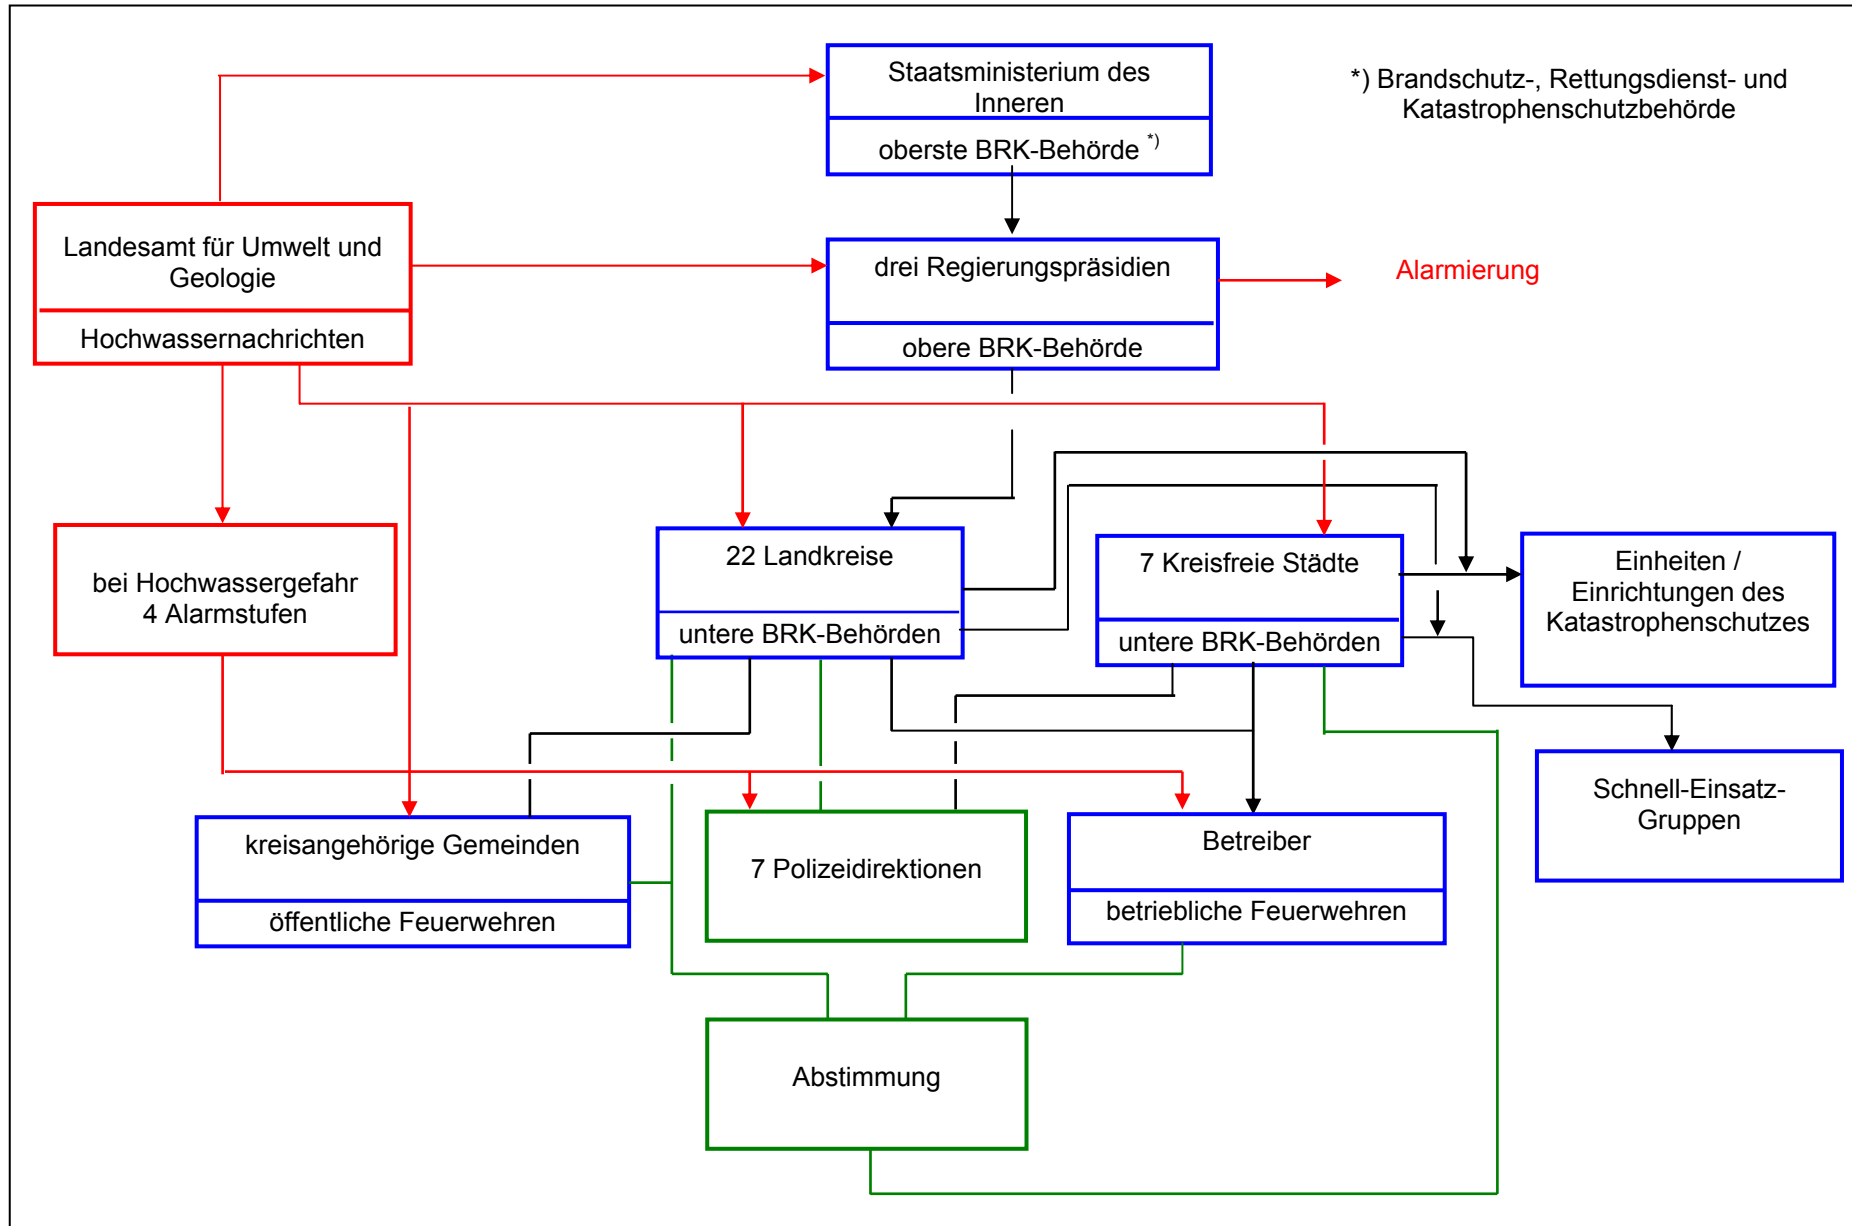 Staatsministerium des
Inneren
oberste BRK-Behörde *)
*) Brandschutz-, Rettungsdienst- und
Katastrophenschutzbehörde
Landesamt für Umwelt und
Geologie
Hochwassernachrichten
drei Regierungspräsidien
obere BRK-Behörde
Alarmierung
bei Hochwassergefahr
4 Alarmstufen
22 Landkreise
untere BRK-Behörden
7 Kreisfreie Städte
untere BRK-Behörden
Einheiten /
Einrichtungen des
Katastrophenschutzes
Schnell-Einsatz-
Gruppen
kreisangehörige Gemeinden
öffentliche Feuerwehren
7 Polizeidirektionen
Betreiber
betriebliche Feuerwehren
Abstimmung